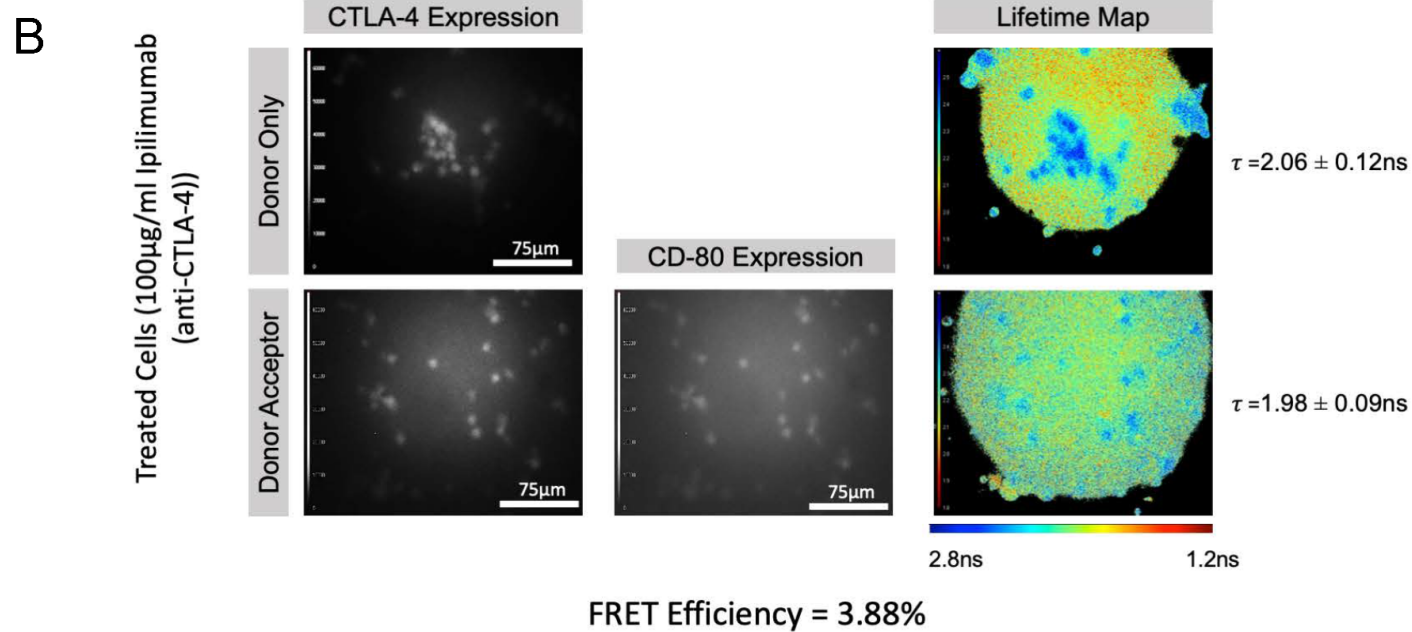 B
CTLA-4 Expression
Lifetime Map
Treated Cells (100µg/ml Ipilimumab
(anti-CTLA-4))
Donor Only
75µm
τ =2.06 ± 0.12ns
CD-80 Expression
Donor Acceptor
75µm
75µm
τ =1.98 ± 0.09ns
2.8ns
1.2ns
FRET Efficiency = 3.88%